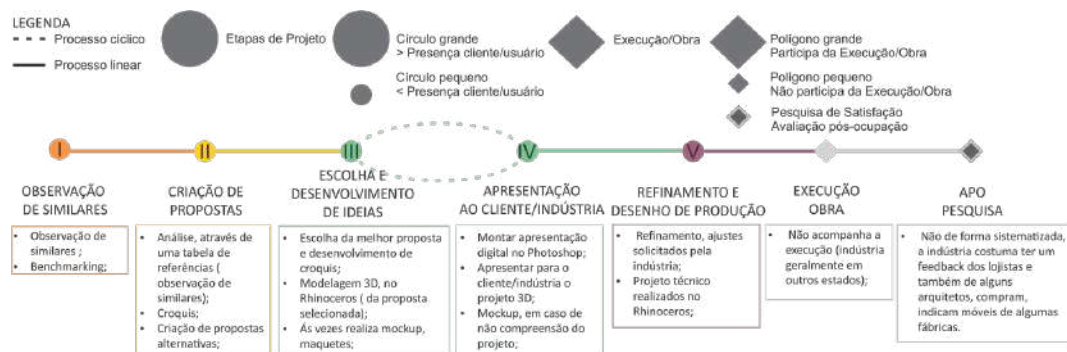 LEGENDA
Processo cíclico
Processo linear
Etapas de Projeto
Círculo grande
> Presença cliente/usuário
Círculo pequeno
< Presença cliente/usuário
Execução/Obra
Polígono grande
Participa da Execução/Obra
Polígono pequeno
Não participa da Execução/Obra
Pesquisa de Satisfação
Avaliação pós-ocupação
I
II
III
IV
V
OBSERVAÇÃO
DE SIMILARES
• Observação de
similares ;
• Benchmarking;
CRIAÇÃO DE
PROPOSTAS
• Análise, através de
uma tabela de
referências (
observação de
similares);
• Croquis;
• Criação de propostas
alternativas;
ESCOLHA E
DESENVOLVIMENTO
DE IDEIAS
• Escolha da melhor proposta
e desenvolvimento de
croquis;
• Modelagem 3D, no
Rhinoceros ( da proposta
selecionada);
• Ás vezes realiza mockup,
maquetes;
APRESENTAÇÃO
AO CLIENTE/INDÚSTRIA
• Montar apresentação
digital no Photoshop;
• Apresentar para o
cliente/indústria o
projeto 3D;
• Mockup, em caso de
não compreensão do
projeto;
REFINAMENTO E
DESENHO DE PRODUÇÃO
• Refinamento, ajustes
solicitados pela
indústria;
• Projeto técnico
realizados no
Rhinoceros;
EXECUÇÃO
OBRA
• Não acompanha a
execução (indústria
geralmente em
outros estados);
APO
PESQUISA
• Não de forma sistematizada,
a indústria costuma ter um
feedback dos lojistas e
também de alguns
arquitetos, compram,
indicam móveis de algumas
fábricas.